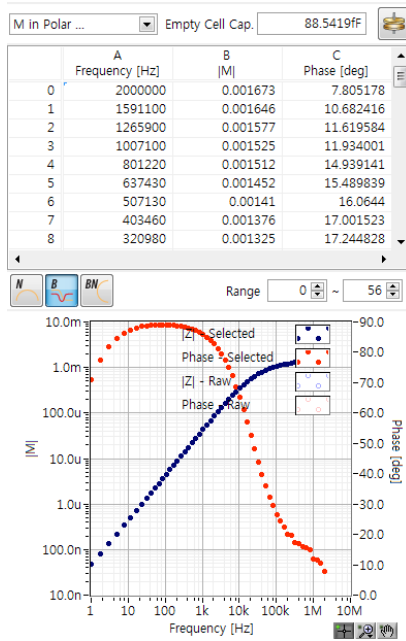 M in Polar ... Empty Cell Cap. 88.5419fF
A B C
Frequency [Hz] |M| Phase [deg]
0 2000000 0.001673 7.805178
1 1591100 0.001646 10.682416
2 1265900 0.001577 11.619584
3 1007100 0.001525 11.934001
4 801220 0.001512 14.939141
5 637430 0.001452 15.489839
6 507130 0.00141 16.0644
7 403460 0.001376 17.001523
8 320980 0.001325 17.244828
N B BN Range 0 ~ 56
10.0m 90.0
|Z| - Selected
Phase - Selected
80.0
1.0m
|Z| - Raw
70.0
Phase - Raw
100.0u 60.0
50.0
10.0u
40.0
1.0u 30.0
20.0
100.0n
10.0
10.0n 0.0
|M|
Phase [deg]
1 10 100 1k 10k 100k 1M 10M
Frequency [Hz]